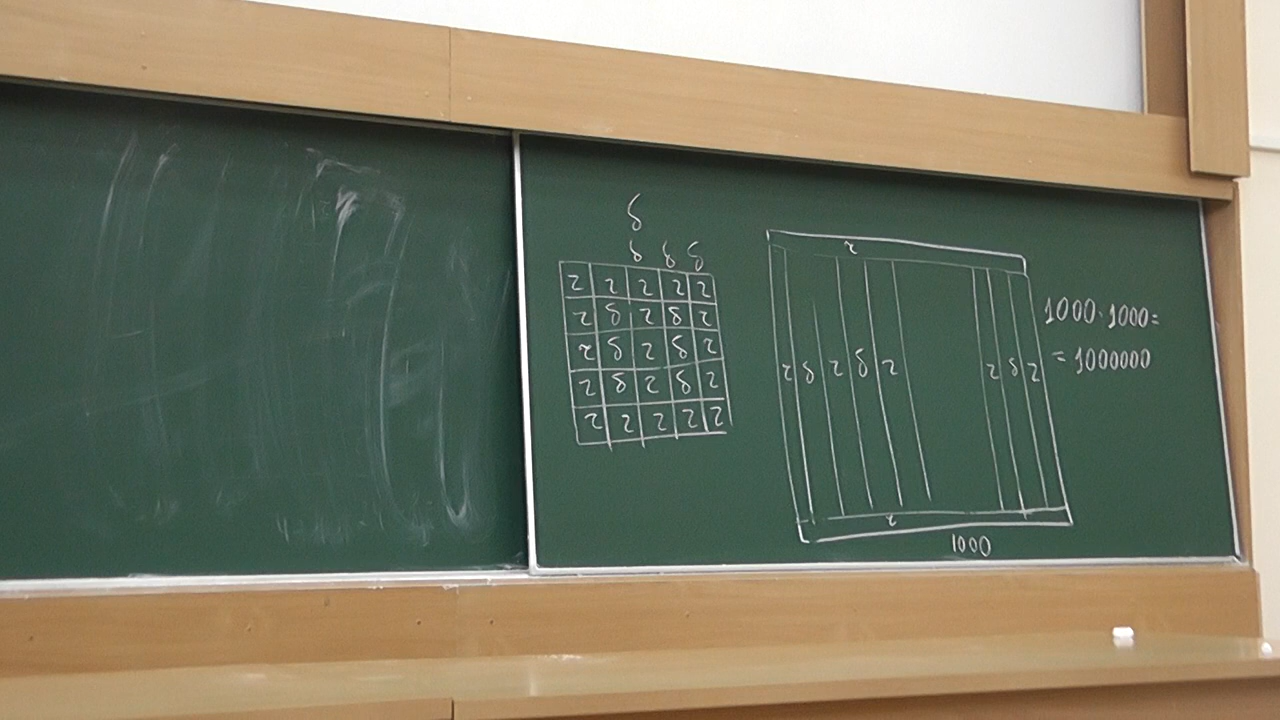 б
б б б
г г г г г
г б г б г
г б г б г
г б г б г
г г г г г
г
г б г б г г б г
г
1000
1000·1000=
=1000000